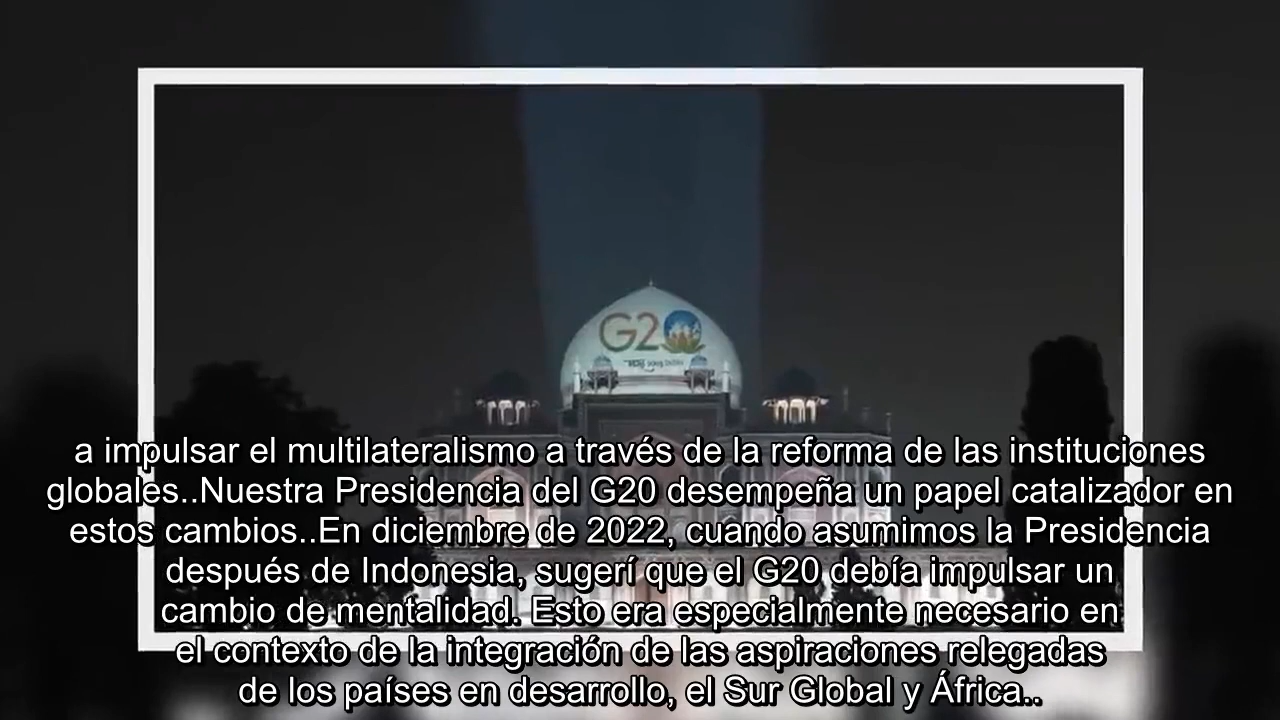 G20
a impulsar el multilateralismo a través de la reforma de las instituciones
globales..Nuestra Presidencia del G20 desempeña un papel catalizador en
estos cambios..En diciembre de 2022, cuando asumimos la Presidencia
después de Indonesia, sugerí que el G20 debía impulsar un
cambio de mentalidad. Esto era especialmente necesario en
el contexto de la integración de las aspiraciones relegadas
de los países en desarrollo, el Sur Global y África..